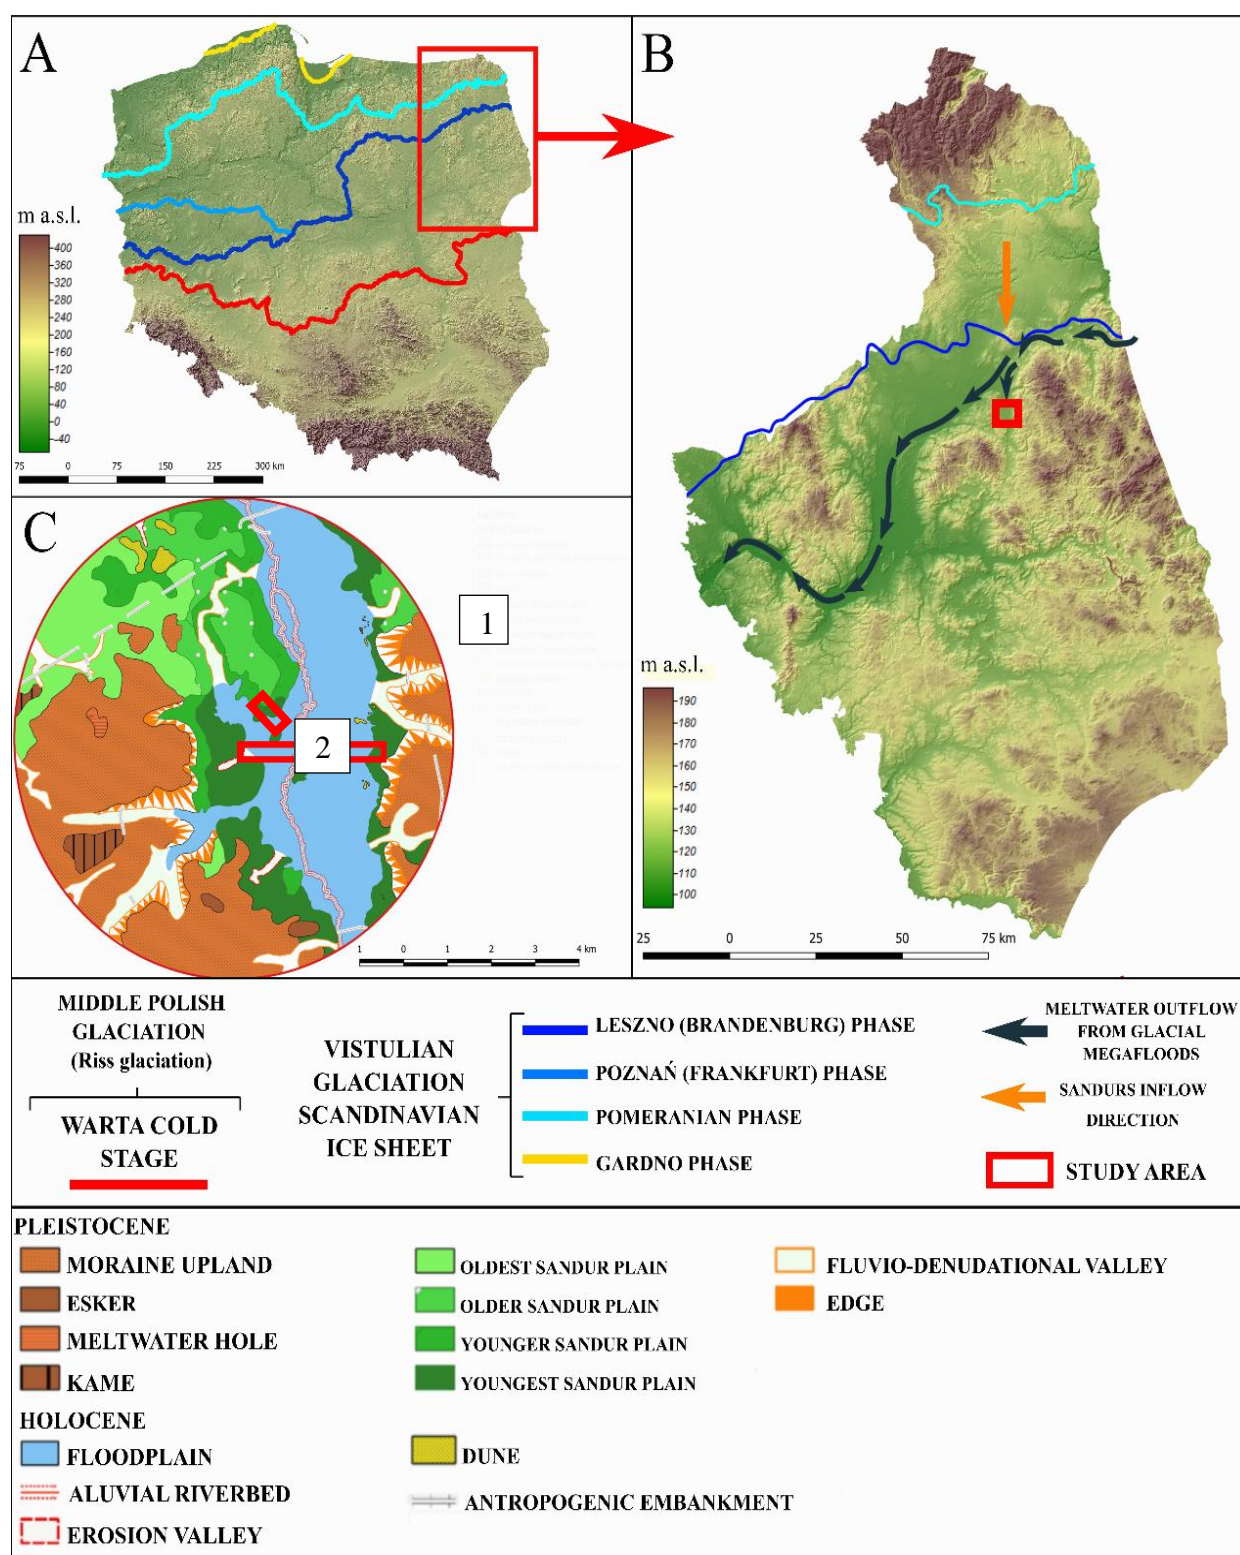 A
m a.s.l.
400
360
320
280
240
200
160
120
80
40
0
-40
75 0 75 150 225 300 km
B
m a.s.l.
190
180
170
160
150
140
130
120
110
100
25 0 25 50 75 km
C
1
2
1 0 1 2 3 4 km
MIDDLE POLISH
GLACIATION
(Riss glaciation)
WARTA COLD
STAGE
VISTULIAN
GLACIATION
SCANDINAVIAN
ICE SHEET
LESZNO (BRANDENBURG) PHASE
POZNAŃ (FRANKFURT) PHASE
POMERANIAN PHASE
GARDNO PHASE
MELTWATER OUTFLOW
FROM GLACIAL
MEGAFLOODS
SANDURS INFLOW
DIRECTION
STUDY AREA
PLEISTOCENE
MORAINE UPLAND
ESKER
MELTWATER HOLE
KAME
OLDEST SANDUR PLAIN
OLDER SANDUR PLAIN
YOUNGER SANDUR PLAIN
YOUNGEST SANDUR PLAIN
FLUVIO-DENUDATIONAL VALLEY
EDGE
HOLOCENE
FLOODPLAIN
ALUVIAL RIVERBED
EROSION VALLEY
DUNE
ANTROPOGENIC EMBANKMENT